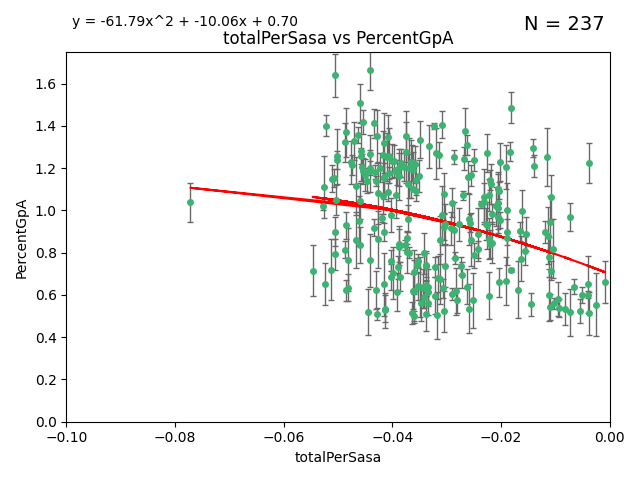 y = -61.79x^2 + -10.06x + 0.70
N = 237
totalPerSasa vs PercentGpA
PercentGpA
1.6
1.4
1.2
1.0
0.8
0.6
0.4
0.2
0.0
−0.10 −0.08 −0.06 −0.04 −0.02 0.00
totalPerSasa